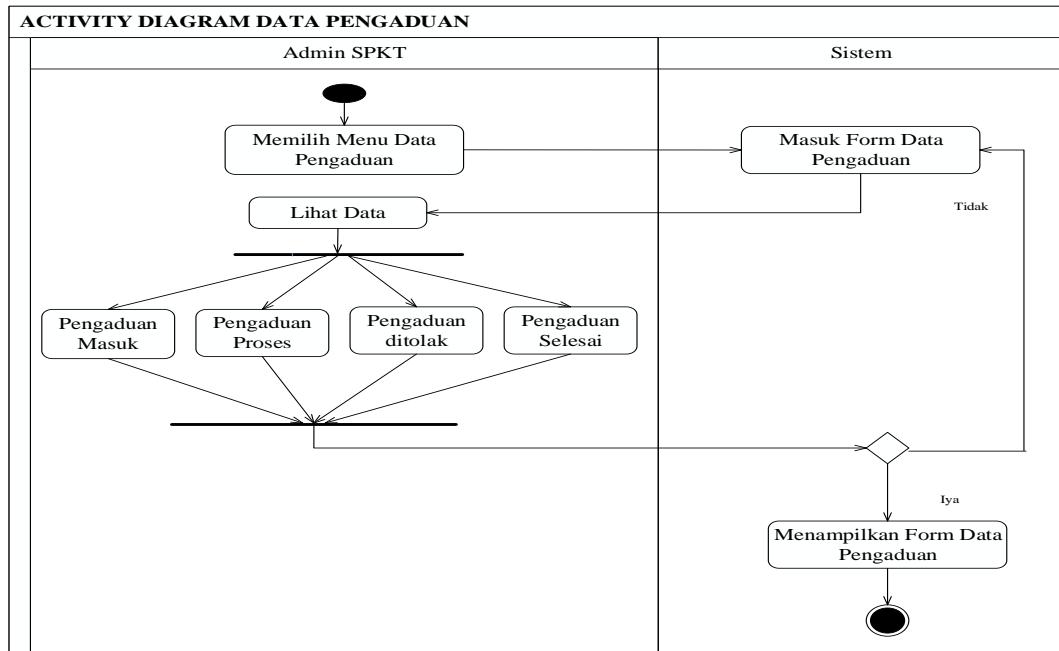 ACTIVITY DIAGRAM DATA PENGADUAN
Admin SPKT
Sistem
Memilih Menu Data
Pengaduan
Masuk Form Data
Pengaduan
Tidak
Lihat Data
Pengaduan
Masuk
Pengaduan
Proses
Pengaduan
ditolak
Pengaduan
Selesai
Iya
Menampilkan Form Data
Pengaduan